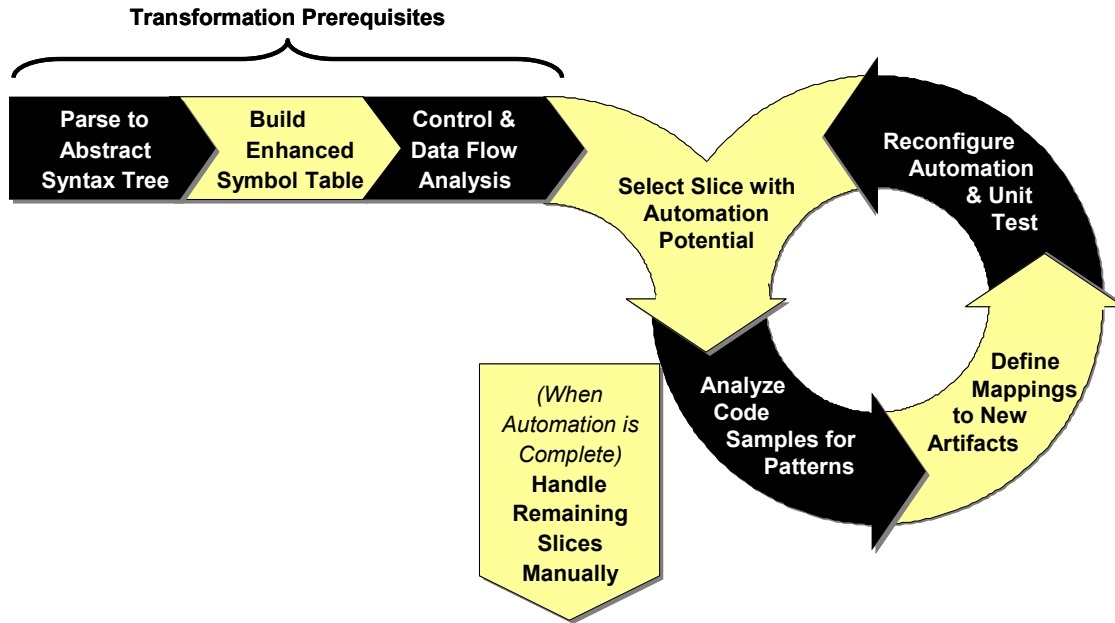 Transformation Prerequisites
Parse to
Abstract
Syntax Tree
Build
Enhanced
Symbol Table
Control &
Data Flow
Analysis
Select Slice with
Automation
Potential
Analyze
Code
Samples for
Patterns
Define
Mappings
to New
Artifacts
Reconfigure
Automation
& Unit
Test
(When
Automation is
Complete)
Handle
Remaining
Slices
Manually